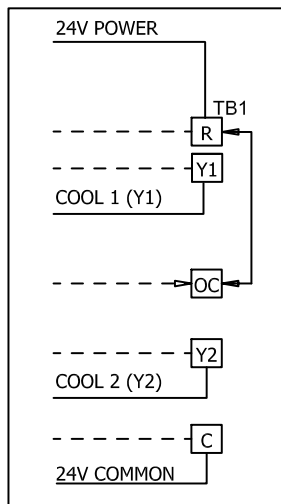 24V POWER
TB1
R
Y1
COOL 1 (Y1)
OC
Y2
COOL 2 (Y2)
C
24V COMMON